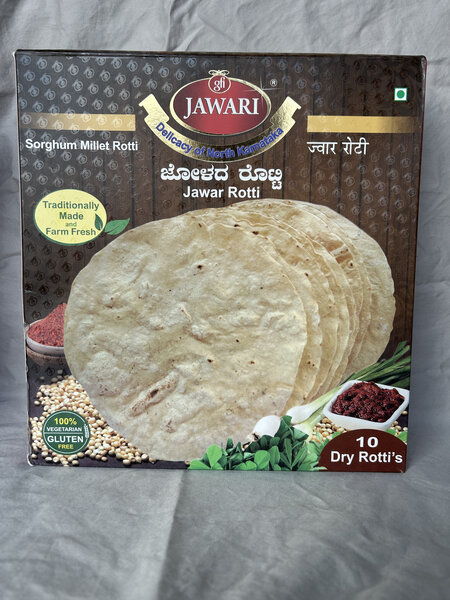 gfi
JAWARI
®
Delicacy of North Karnataka
Sorghum Millet Rotti
ज्वार रोटी
ಜೋಳದ ರೊಟ್ಟಿ
Jawar Rotti
Traditionally
Made
and
Farm Fresh
100%
VEGETARIAN
GLUTEN
FREE
10
Dry Rotti's